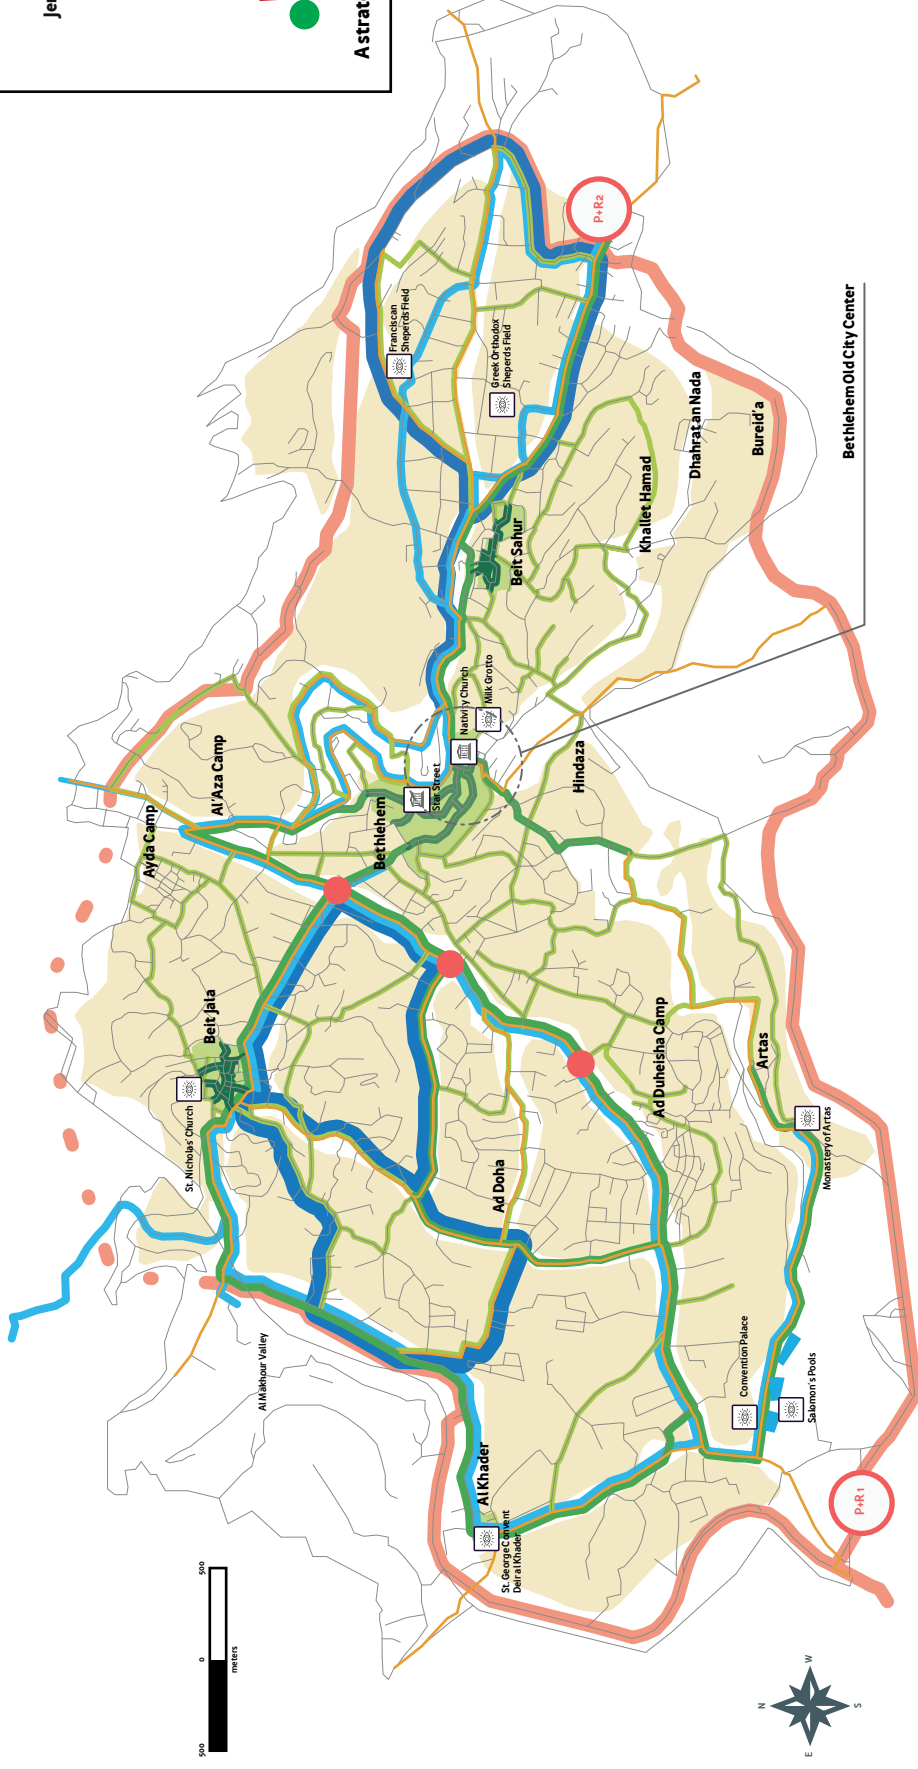 Jer
Astrate
P+R2
Franciscan
Sheperds Field
Greek Orthodox
Sheperds Field
Bethlehem Old City Center
Dhahrat an Nada
Bureid'a
Khallet Hamad
Beit Sahur
Nativity Church
Milk Grotto
Star Street
Al'Aza Camp
Ayda Camp
Bethlehem
Hindaza
Beit Jala
St. Nicholas' Church
Ad Duheisha Camp
Artas
Monastery of Artas
Ad Doha
Al Makhour Valley
Convention Palace
Salomon's Pools
Al Khader
St. George Convent
Deir al Khader
P+R1
500
0
500
meters
N
W
E
S